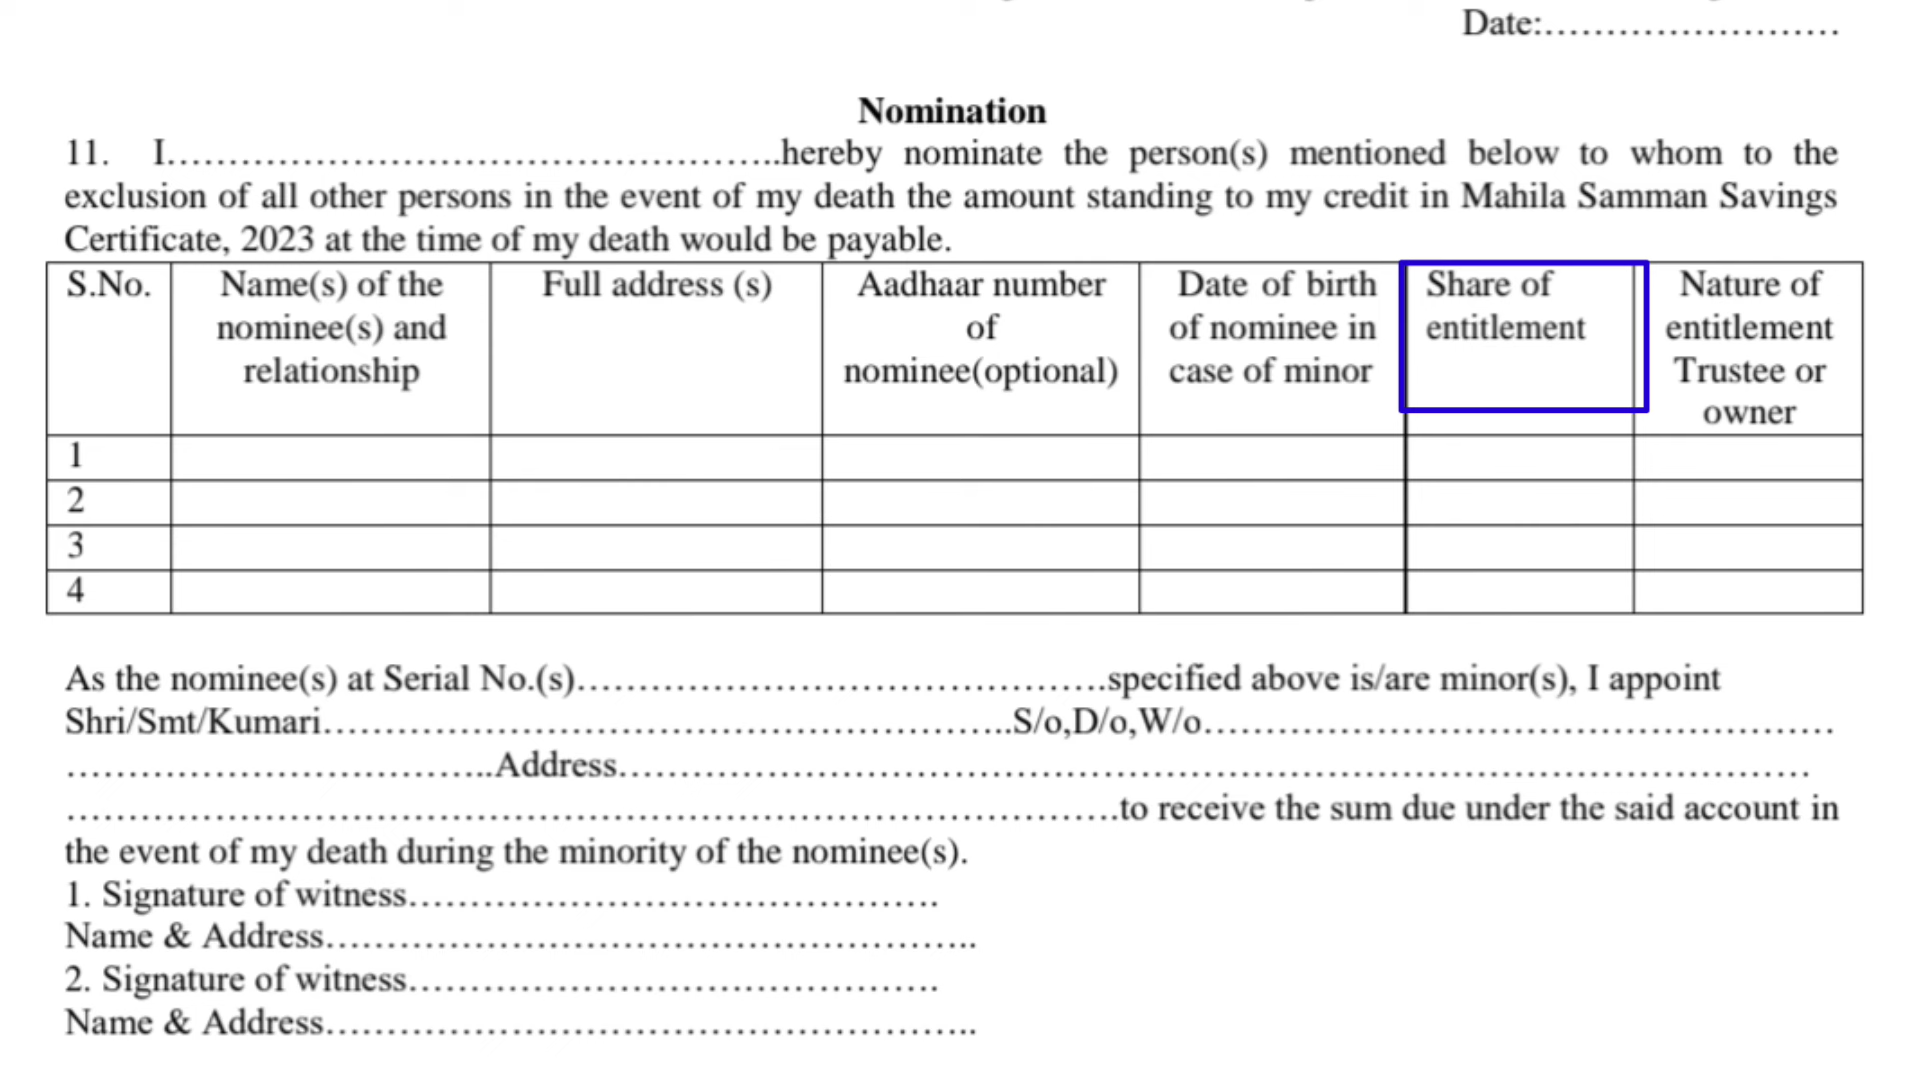 Date:........................
Nomination
11. I..................................................hereby nominate the person(s) mentioned below to whom to the
exclusion of all other persons in the event of my death the amount standing to my credit in Mahila Samman Savings
Certificate, 2023 at the time of my death would be payable.
S.No. Name(s) of the nominee(s) and relationship Full address (s) Aadhaar number of nominee(optional) Date of birth of nominee in case of minor Share of entitlement Nature of entitlement Trustee or owner
1
2
3
4
As the nominee(s) at Serial No.(s)...........................................specified above is/are minor(s), I appoint
Shri/Smt/Kumari........................................................S/o,D/o,W/o...................................................
...................................Address.................................................................................................
.....................................................................................to receive the sum due under the said account in
the event of my death during the minority of the nominee(s).
1. Signature of witness...........................................
Name & Address.....................................................
2. Signature of witness...........................................
Name & Address.....................................................